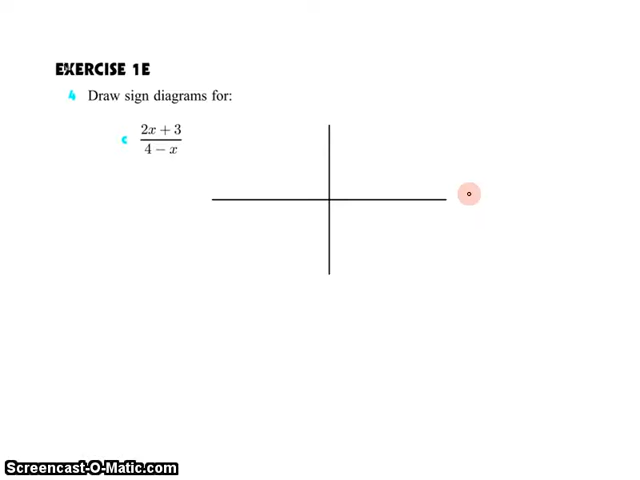 EXERCISE 1E
4 Draw sign diagrams for:
c 2x + 3
4 − x
Screencast-O-Matic.com